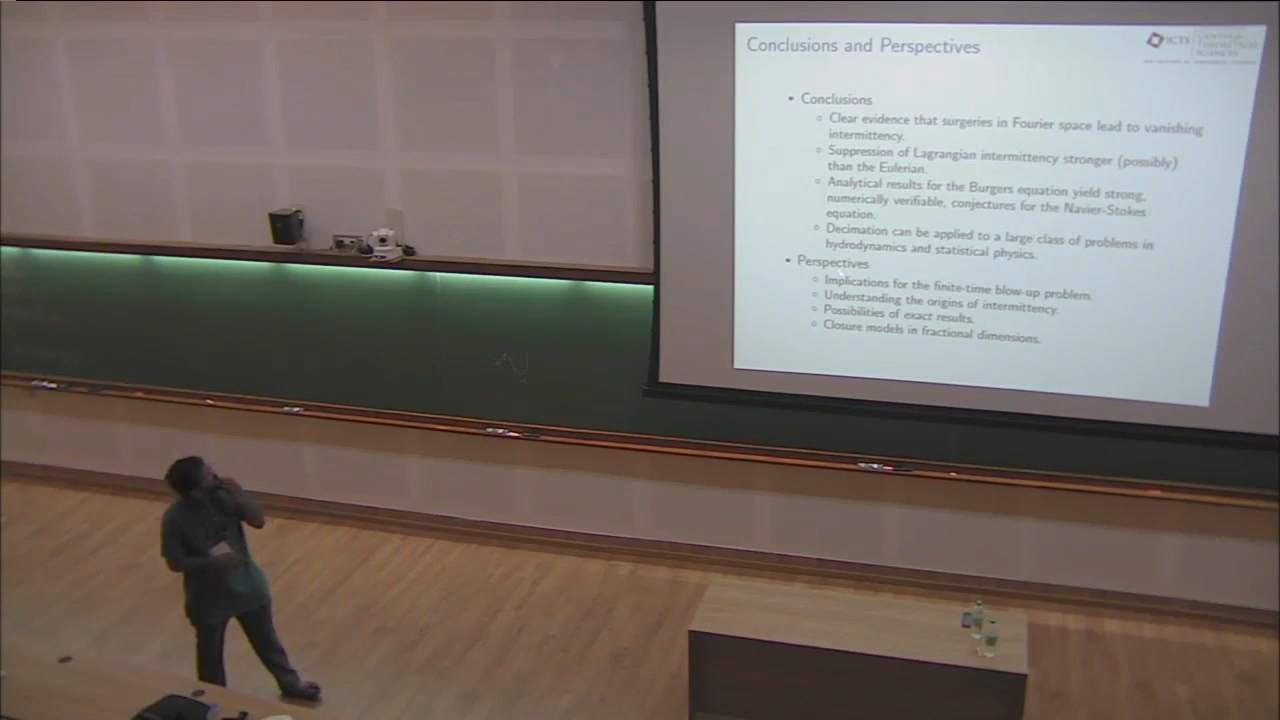 Conclusions and Perspectives
ICTS
• Conclusions
◦ Clear evidence that surgeries in Fourier space lead to vanishing
intermittency.
◦ Suppression of Lagrangian intermittency stronger (possibly)
than the Eulerian.
◦ Analytical results for the Burgers equation yield strong,
numerically verifiable, conjectures for the Navier-Stokes
equation.
◦ Decimation can be applied to a large class of problems in
hydrodynamics and statistical physics.
• Perspectives
◦ Implications for the finite-time blow-up problem.
◦ Understanding the origins of intermittency.
◦ Possibilities of exact results.
◦ Closure models in fractional dimensions.